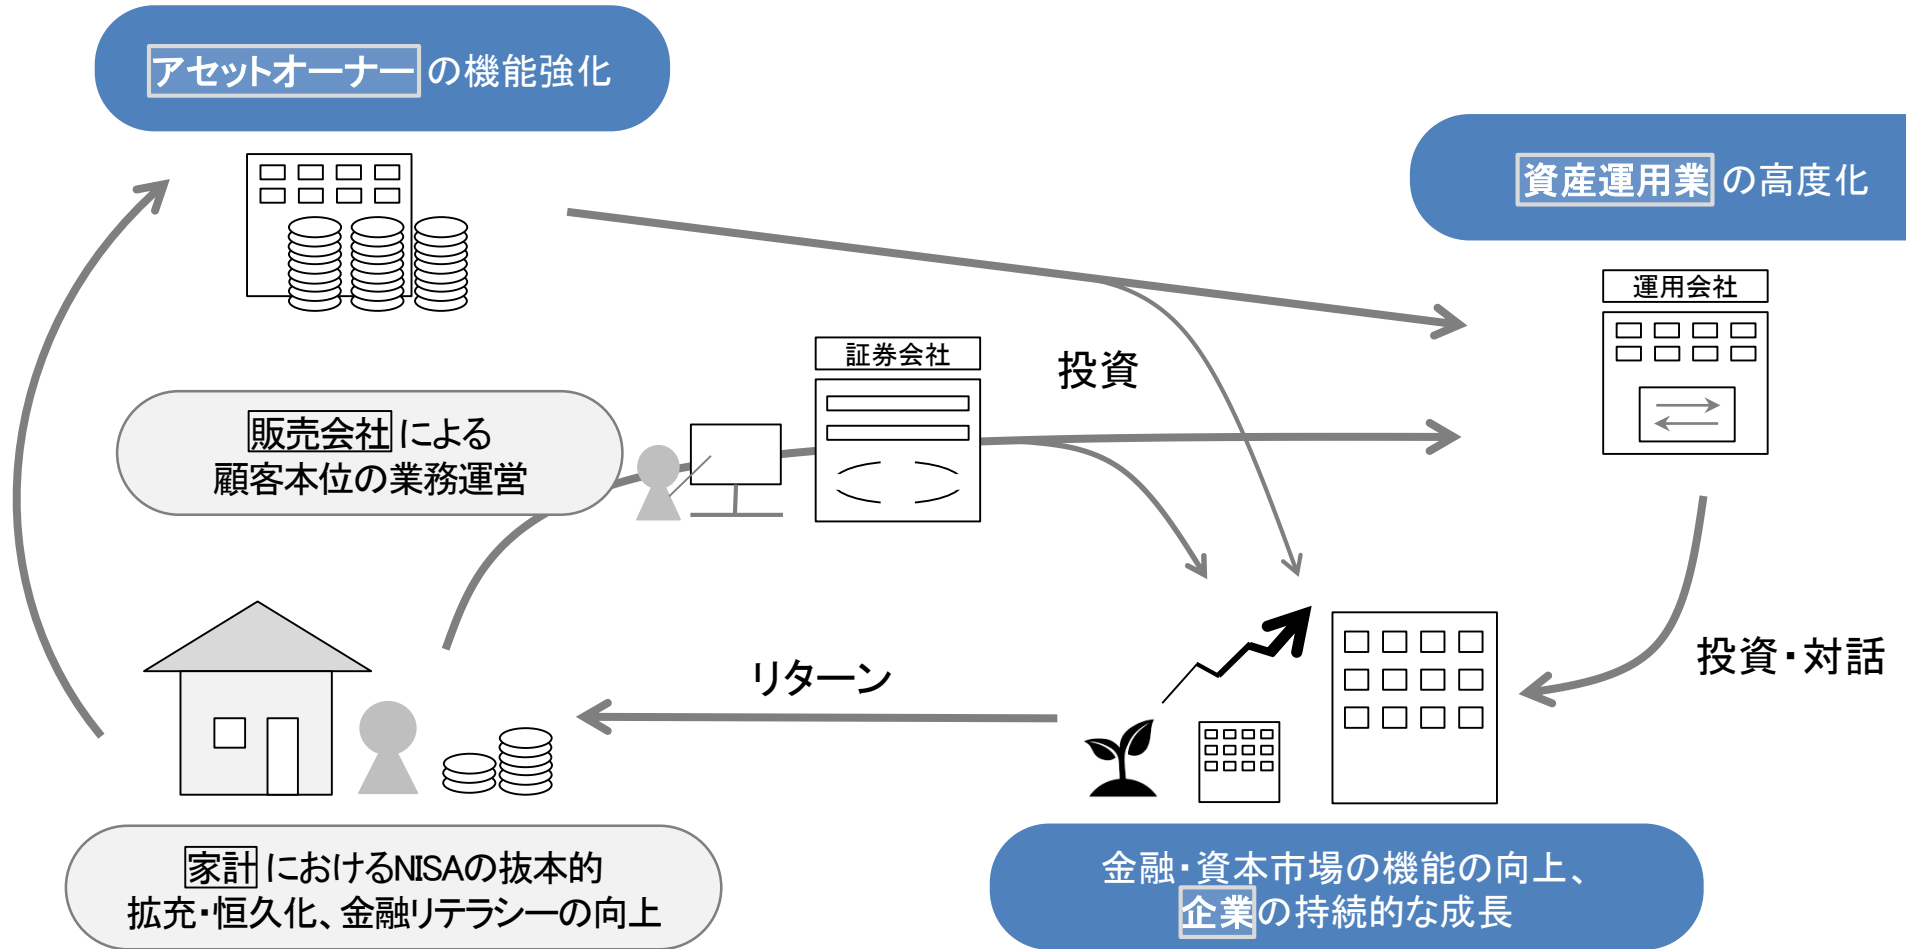 アセットオーナーの機能強化
資産運用業の高度化
運用会社
証券会社
投資
販売会社による
顧客本位の業務運営
投資・対話
リターン
家計におけるNISAの抜本的
拡充・恒久化、金融リテラシーの向上
金融・資本市場の機能の向上、
企業の持続的な成長